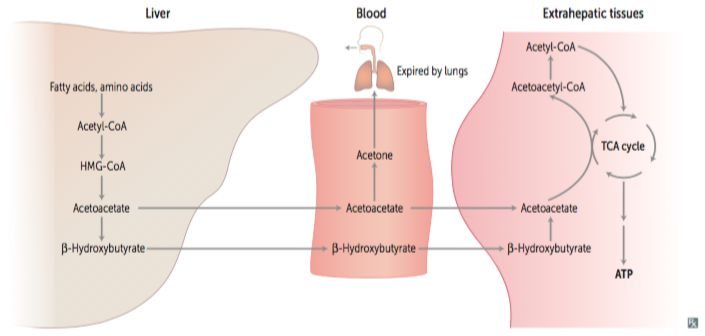 Liver
Blood
Extrahepatic tissues
Fatty acids, amino acids
Acetyl-CoA
HMG-CoA
Acetoacetate
β-Hydroxybutyrate
Expired by lungs
Acetone
Acetoacetate
β-Hydroxybutyrate
Acetyl-CoA
Acetoacetyl-CoA
TCA cycle
Acetoacetate
β-Hydroxybutyrate
ATP